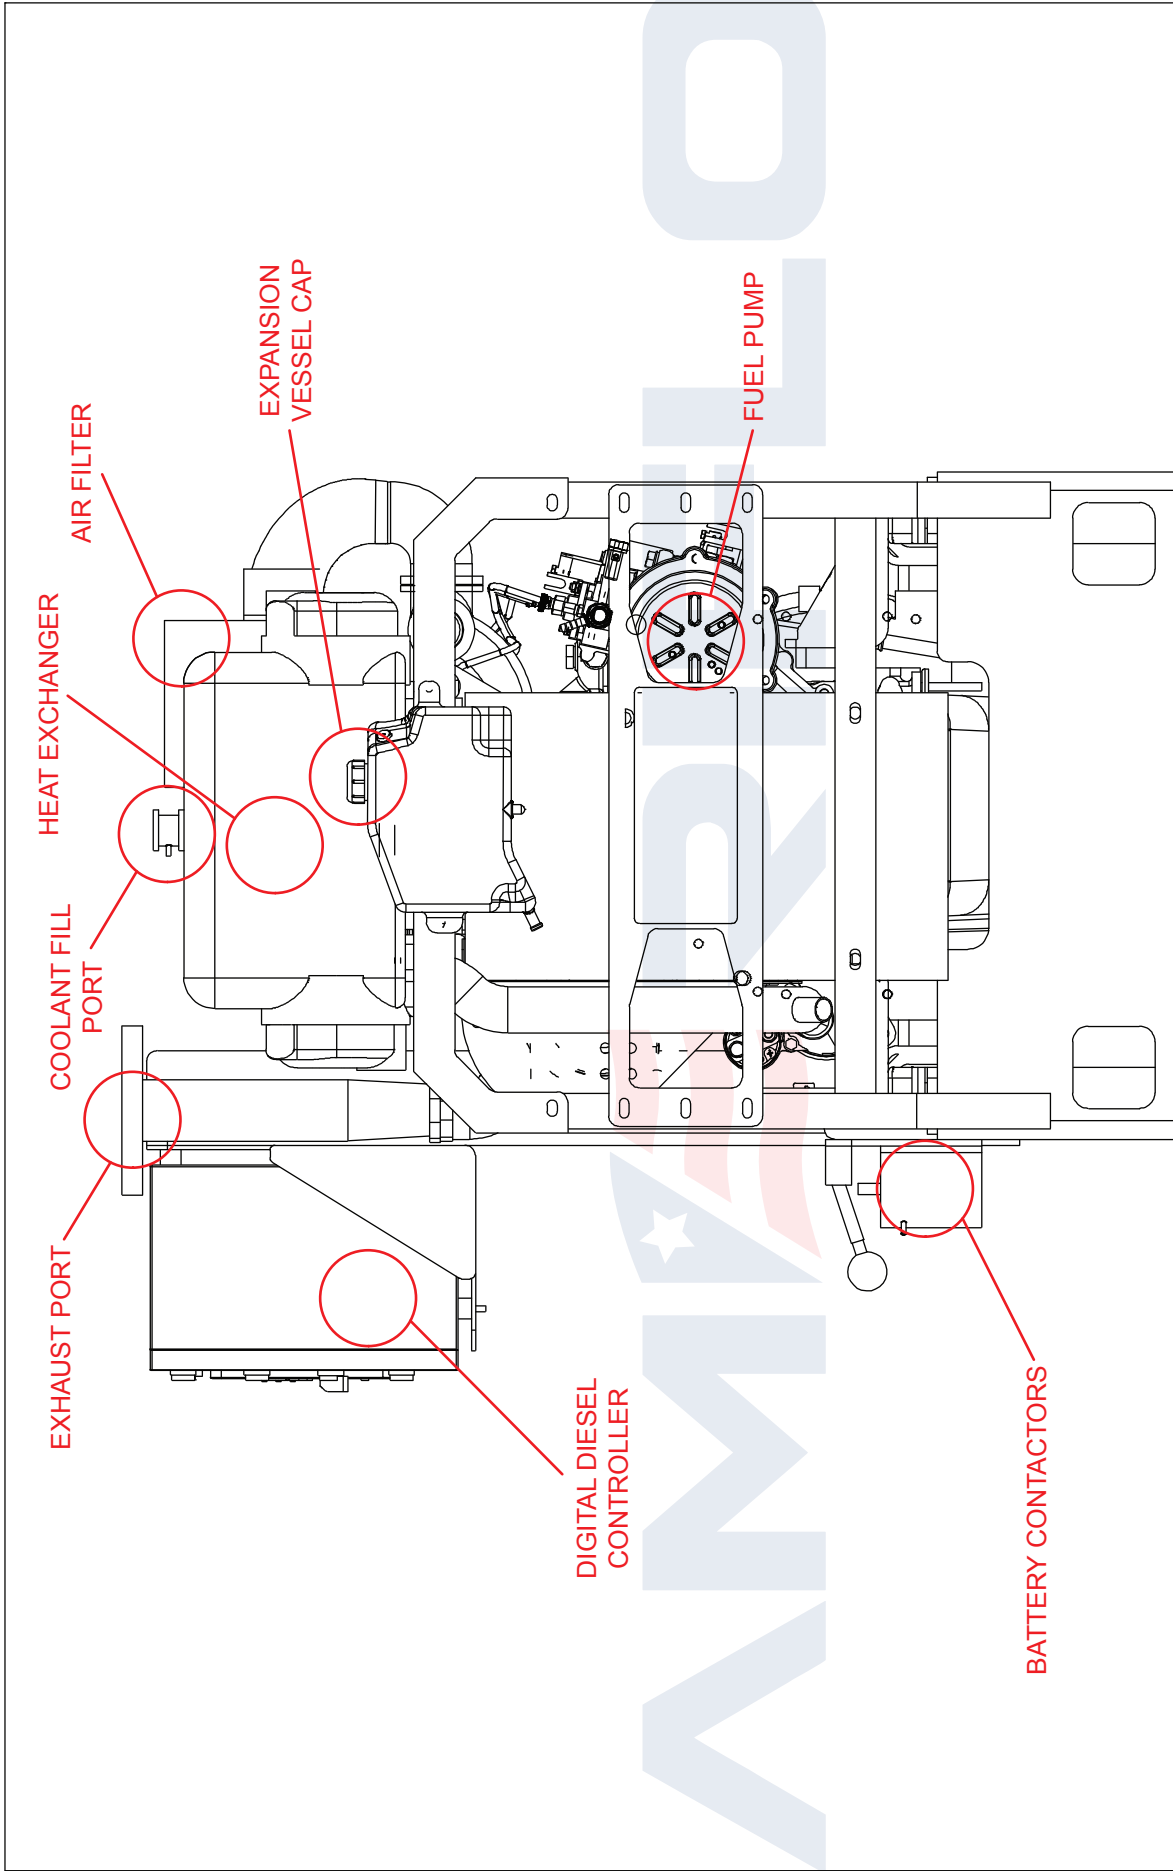 EXHAUST PORT
COOLANT FILL
PORT
HEAT EXCHANGER
AIR FILTER
EXPANSION
VESSEL CAP
DIGITAL DIESEL
CONTROLLER
FUEL PUMP
BATTERY CONTACTORS